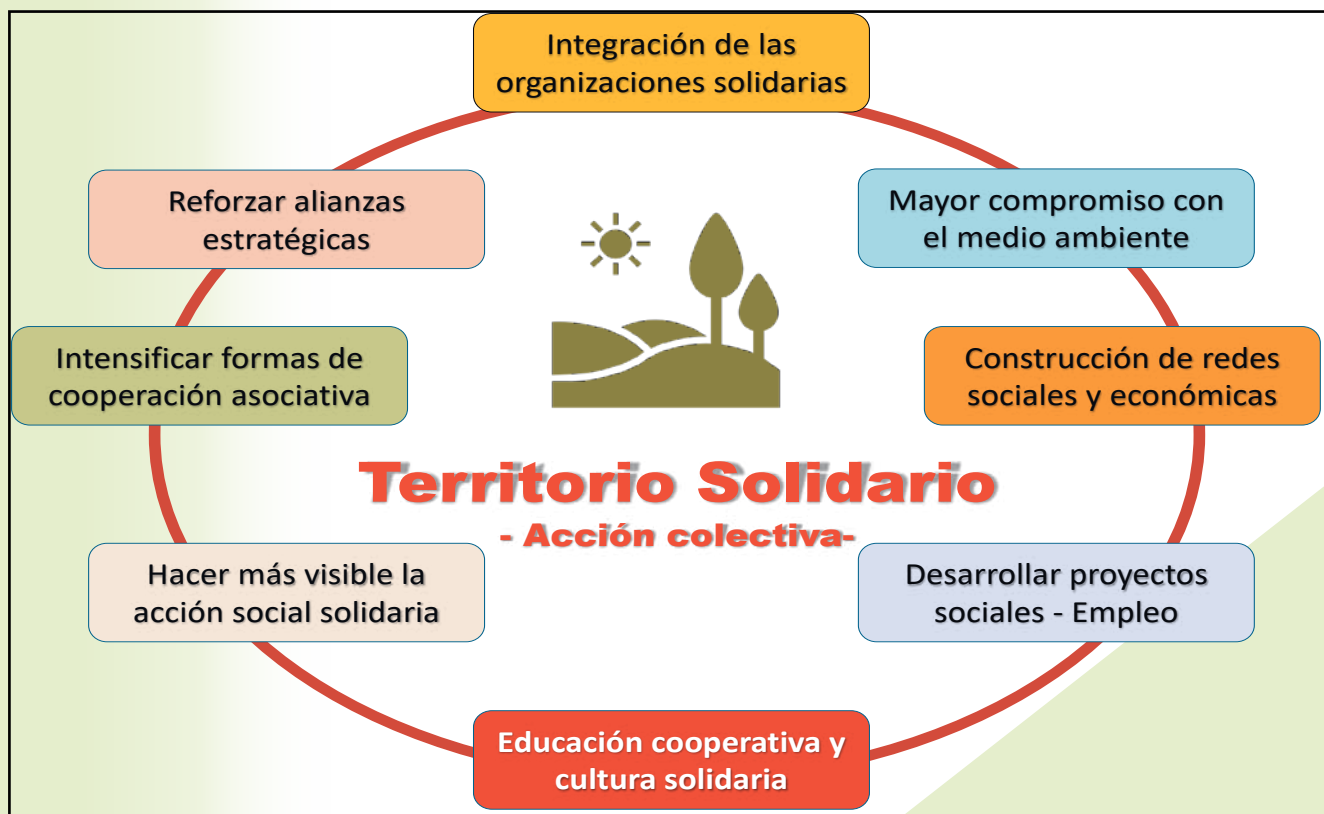 Integración de las
organizaciones solidarias
Reforzar alianzas
estratégicas
Mayor compromiso con
el medio ambiente
Intensificar formas de
cooperación asociativa
Construcción de redes
sociales y económicas
Territorio Solidario
- Acción colectiva-
Hacer más visible la
acción social solidaria
Desarrollar proyectos
sociales - Empleo
Educación cooperativa y
cultura solidaria